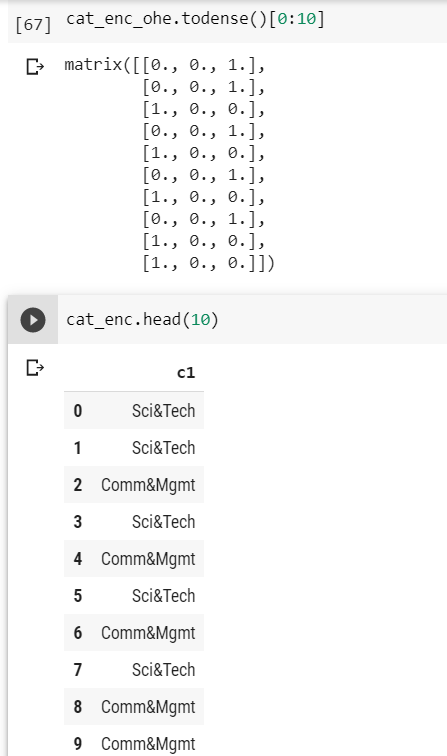 [67] cat_enc_ohe.todense()[0:10]
matrix([[0., 0., 1.],
[0., 0., 1.],
[1., 0., 0.],
[0., 0., 1.],
[1., 0., 0.],
[0., 0., 1.],
[1., 0., 0.],
[0., 0., 1.],
[1., 0., 0.],
[1., 0., 0.]])
cat_enc.head(10)
c1
0 Sci&Tech
1 Sci&Tech
2 Comm&Mgmt
3 Sci&Tech
4 Comm&Mgmt
5 Sci&Tech
6 Comm&Mgmt
7 Sci&Tech
8 Comm&Mgmt
9 Comm&Mgmt